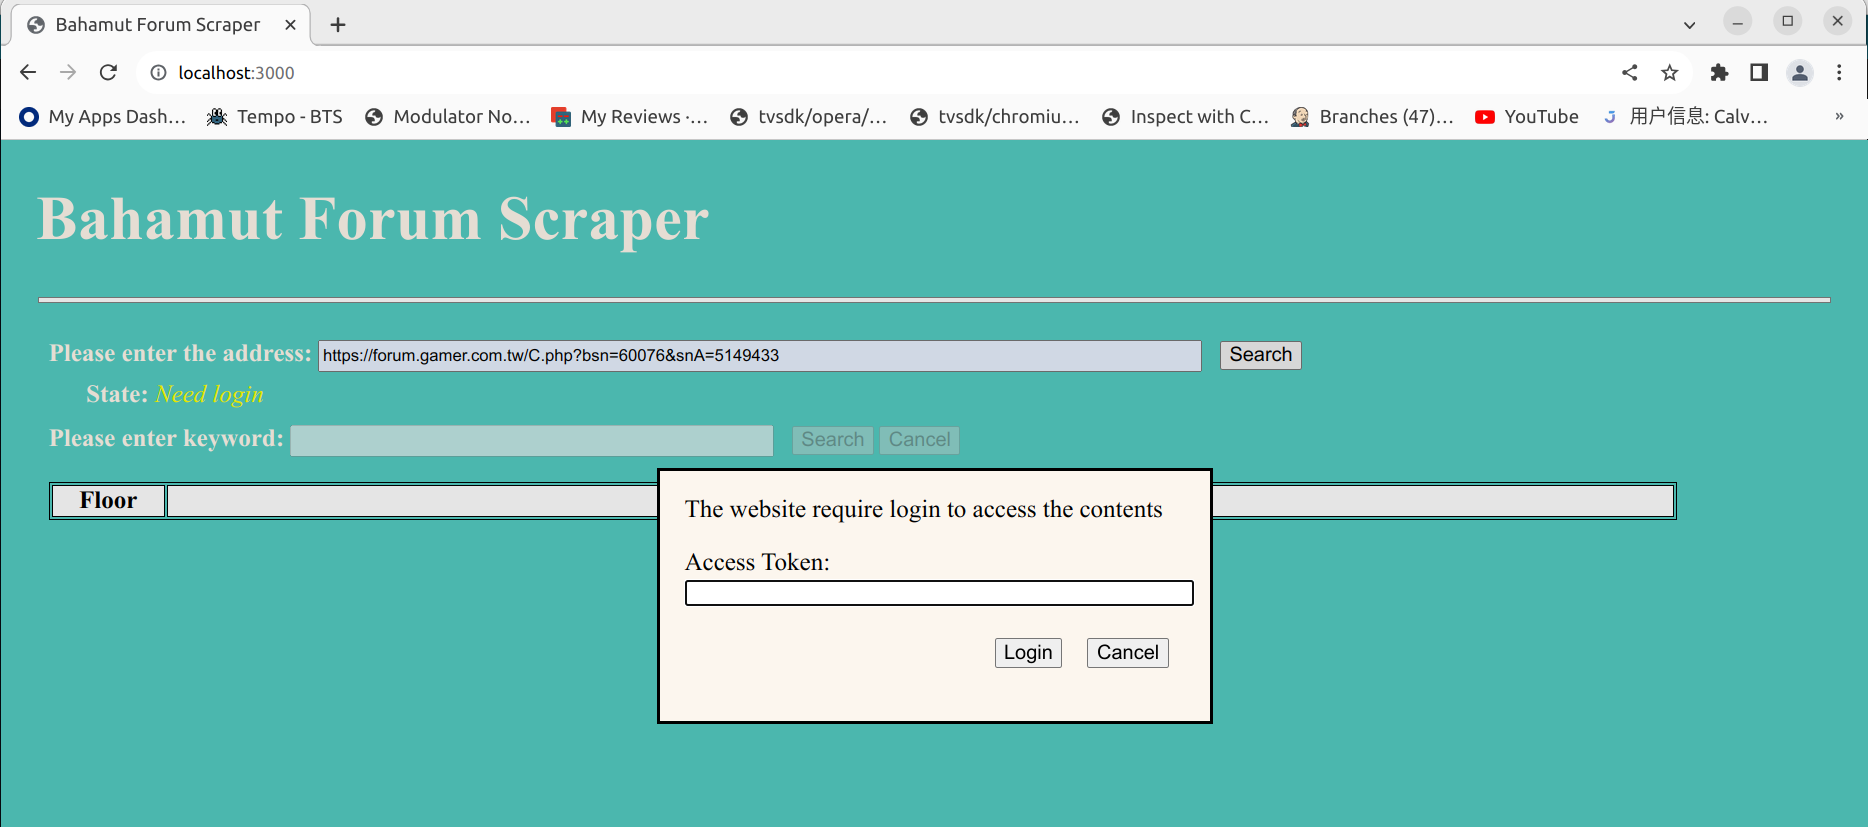 Bahamut Forum Scraper
localhost:3000
My Apps Dash... Tempo - BTS Modulator No... My Reviews ·... tvsdk/opera/... tvsdk/chromiu... Inspect with C... Branches (47)... YouTube 用户信息: Calv... »
Bahamut Forum Scraper
Please enter the address: https://forum.gamer.com.tw/C.php?bsn=60076&snA=5149433 Search
State: Need login
Please enter keyword: Search Cancel
Floor
The website require login to access the contents
Access Token:
Login Cancel